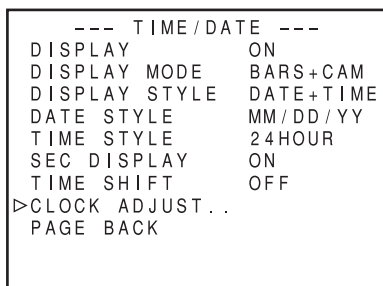 --- TIME/DATE ---
DISPLAY ON
DISPLAY MODE BARS+CAM
DISPLAY STYLE DATE+TIME
DATE STYLE MM/DD/YY
TIME STYLE 24HOUR
SEC DISPLAY ON
TIME SHIFT OFF
▷CLOCK ADJUST..
PAGE BACK